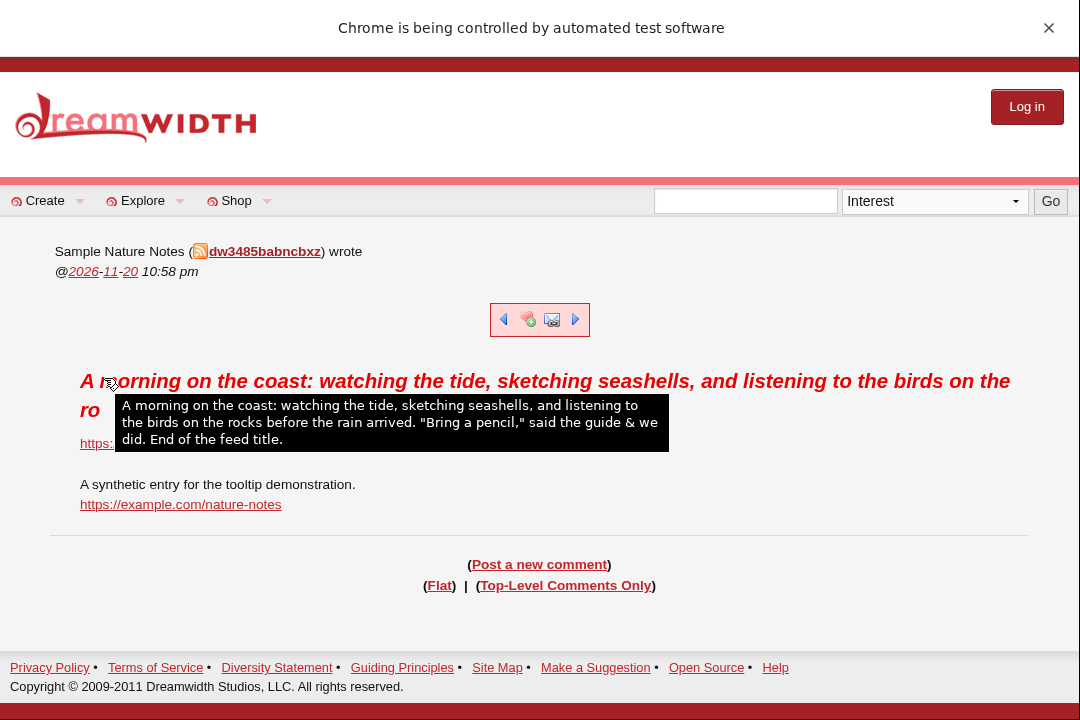 Chrome is being controlled by automated test software
dreamWIDTH
Log in
Create Explore Shop Interest Go
Sample Nature Notes (dw3485babncbxz) wrote
@2026-11-20 10:58 pm
A morning on the coast: watching the tide, sketching seashells, and listening to the birds on the
ro
A morning on the coast: watching the tide, sketching seashells, and listening to
the birds on the rocks before the rain arrived. "Bring a pencil," said the guide & we
did. End of the feed title.
https:
A synthetic entry for the tooltip demonstration.
https://example.com/nature-notes
(Post a new comment)
(Flat) | (Top-Level Comments Only)
Privacy Policy • Terms of Service • Diversity Statement • Guiding Principles • Site Map • Make a Suggestion • Open Source • Help
Copyright © 2009-2011 Dreamwidth Studios, LLC. All rights reserved.